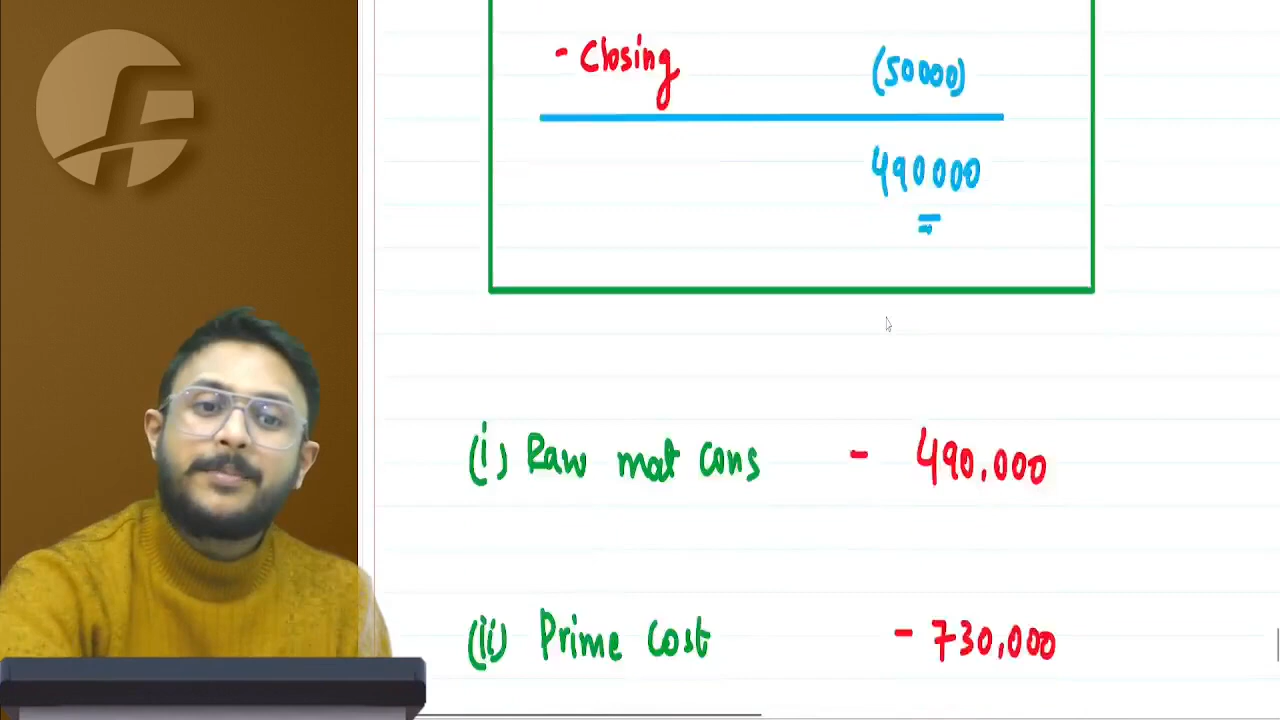 - Closing (50000)
490000
(i) Raw mat cons - 490,000
(ii) Prime cost - 730,000